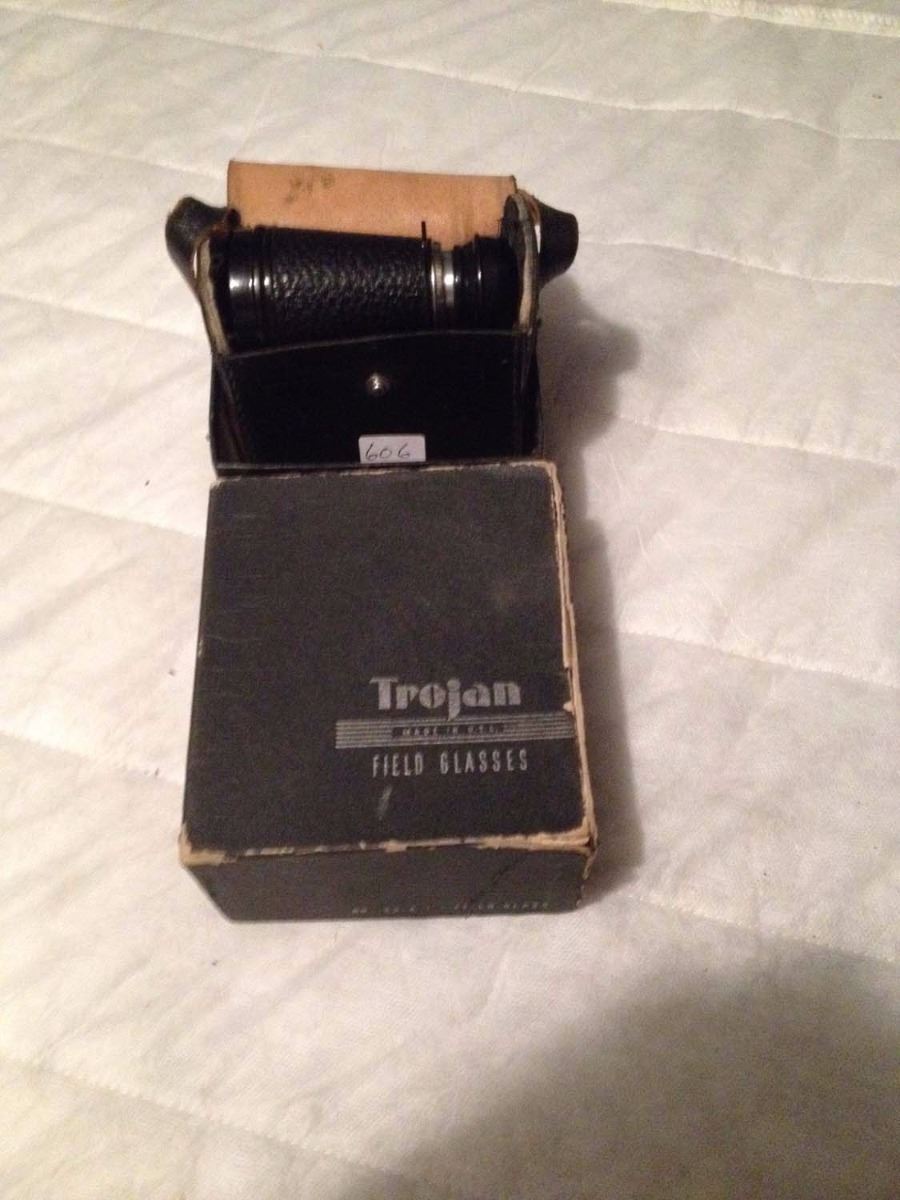 606
Trojan
MADE IN U.S.A.
FIELD GLASSES